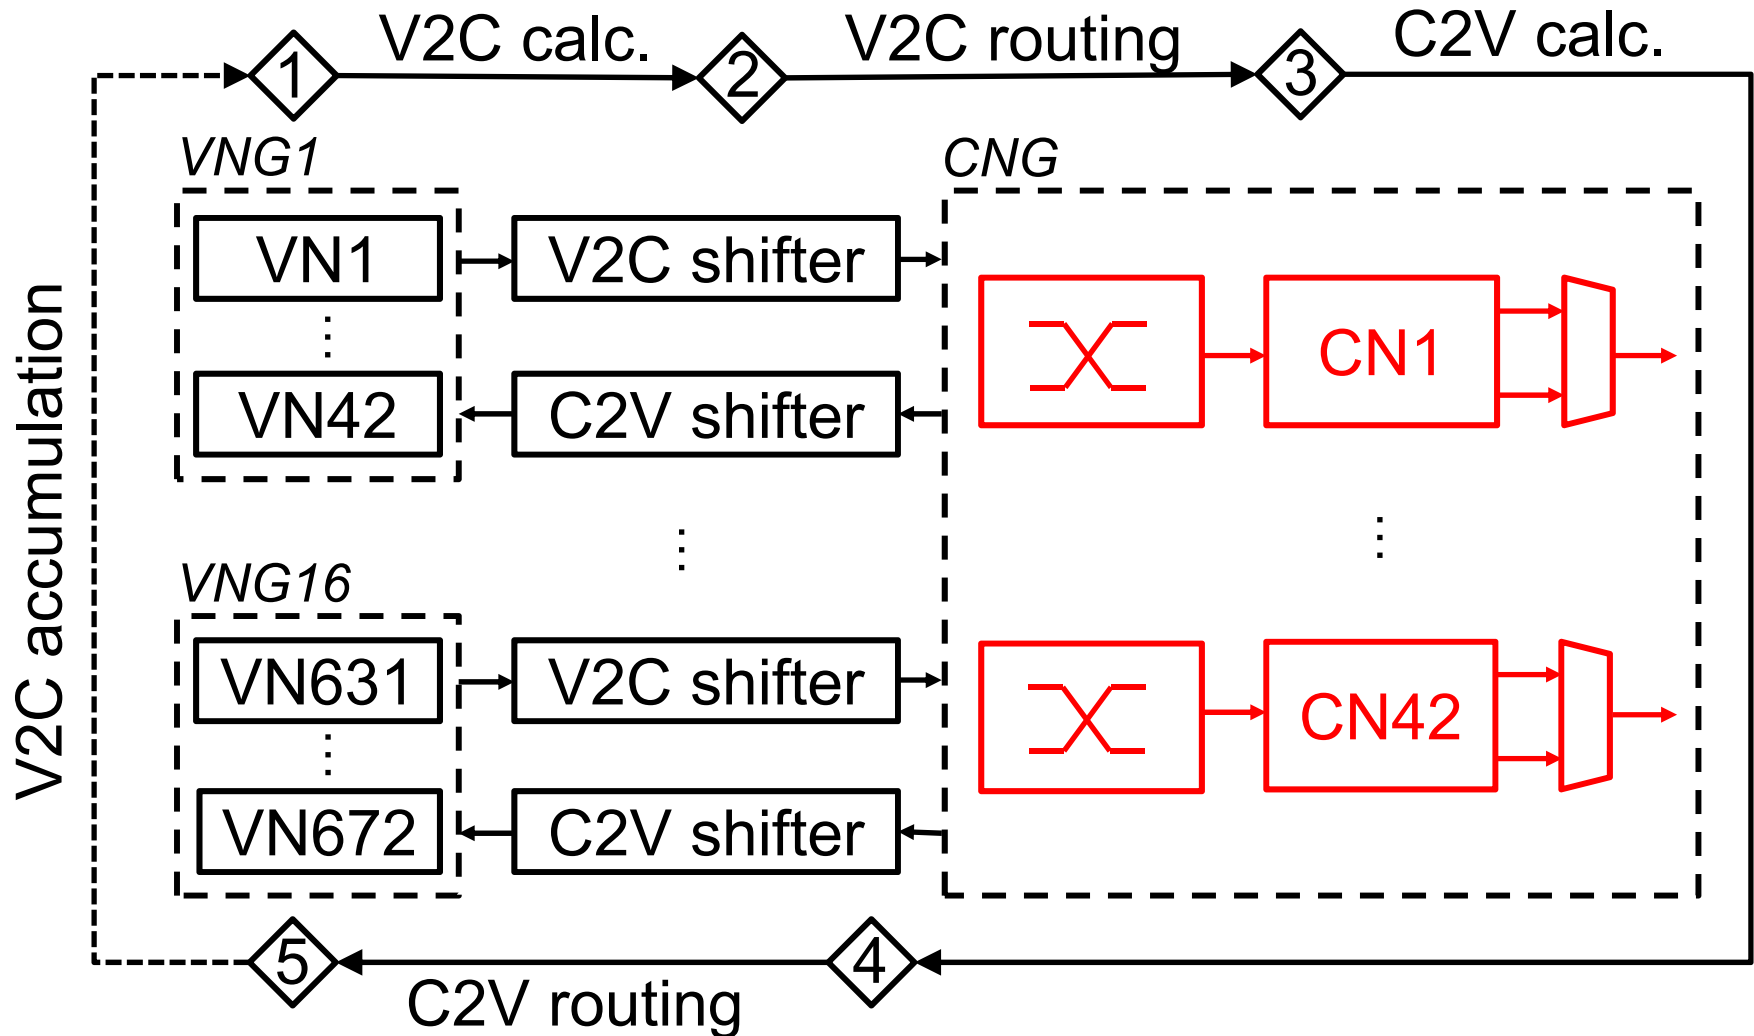 V2C calc.
V2C routing
C2V calc.
1
2
3
VNG1
CNG
VN1
V2C shifter
⋮
CN1
VN42
C2V shifter
V2C accumulation
⋮
⋮
VNG16
VN631
V2C shifter
CN42
⋮
VN672
C2V shifter
5
4
C2V routing